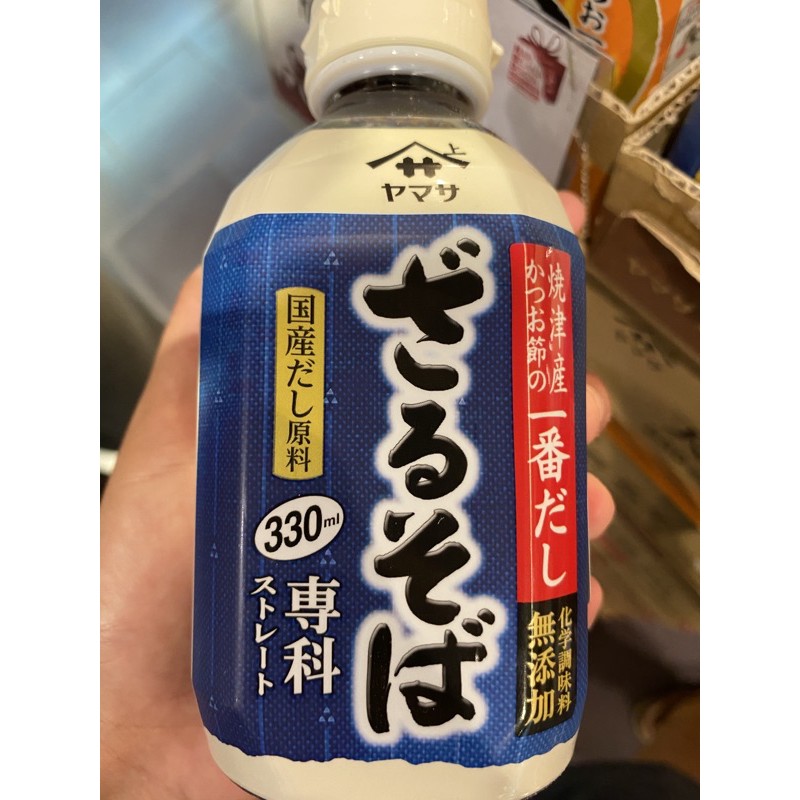 上
サ
ヤマサ
焼津産
かつお節の
一番だし
化学調味料
無添加
ざるそば
国産だし原料
330ml
専科
ストレート